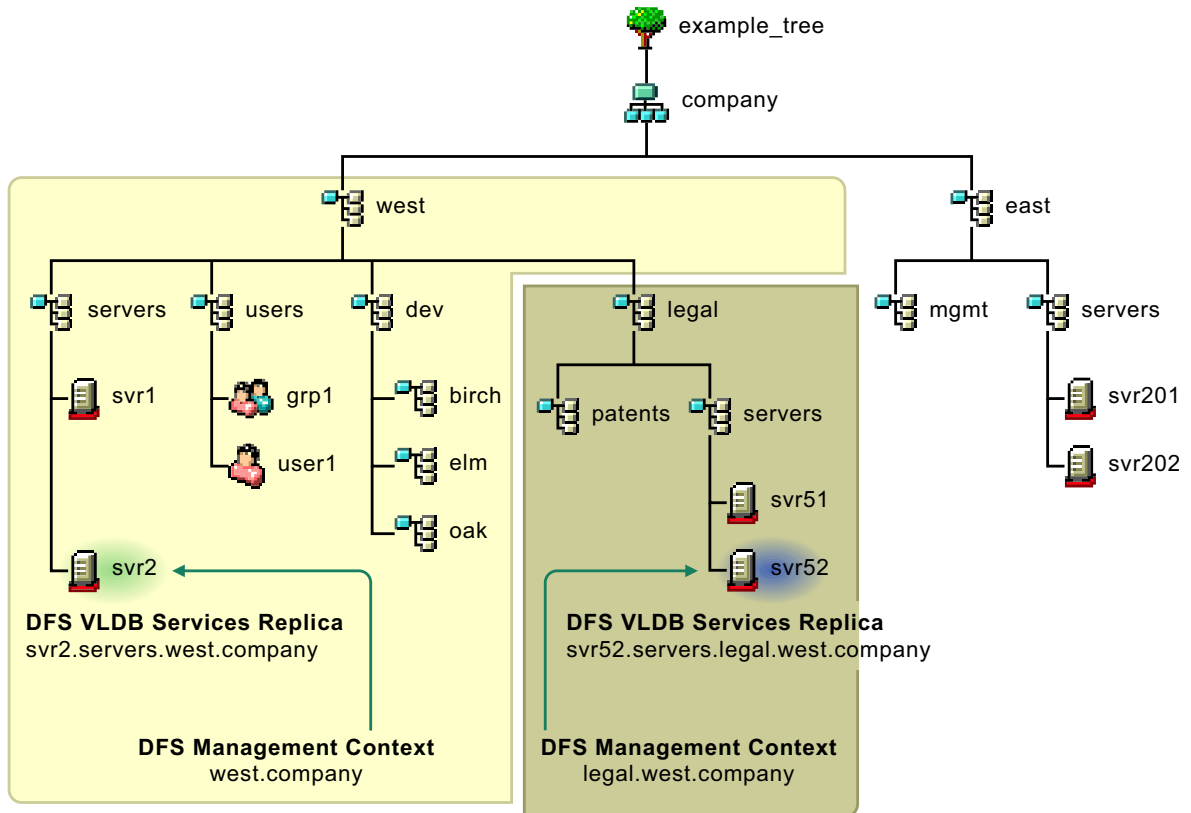 example_tree
company
west
east
servers
users
dev
legal
mgmt
servers
svr1
grp1
birch
patents
servers
svr201
user1
elm
svr202
svr51
oak
svr2
svr52
DFS VLDB Services Replica
svr2.servers.west.company
DFS VLDB Services Replica
svr52.servers.legal.west.company
DFS Management Context
west.company
DFS Management Context
legal.west.company